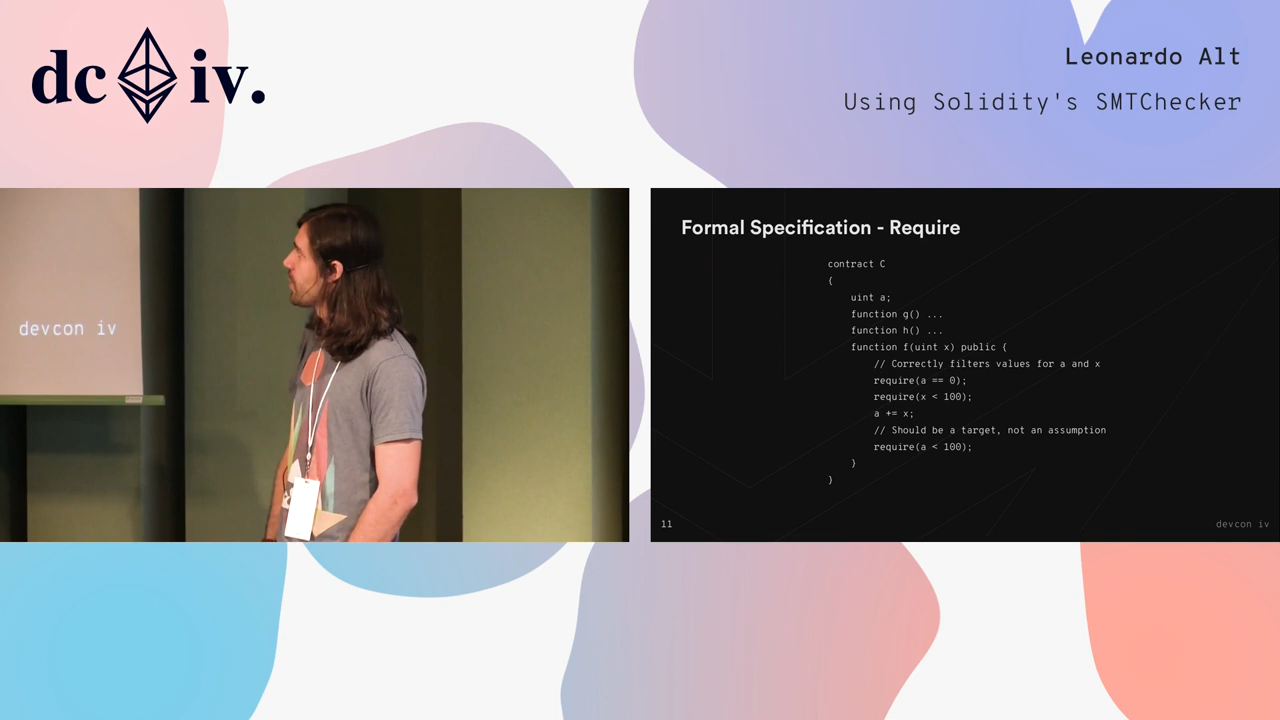 dc iv.
Leonardo Alt
Using Solidity's SMTChecker
devcon iv
Formal Specification - Require
contract C
{
    uint a;
    function g() ...
    function h() ...
    function f(uint x) public {
        // Correctly filters values for a and x
        require(a == 0);
        require(x < 100);
        a += x;
        // Should be a target, not an assumption
        require(a < 100);
    }
}
11
devcon iv